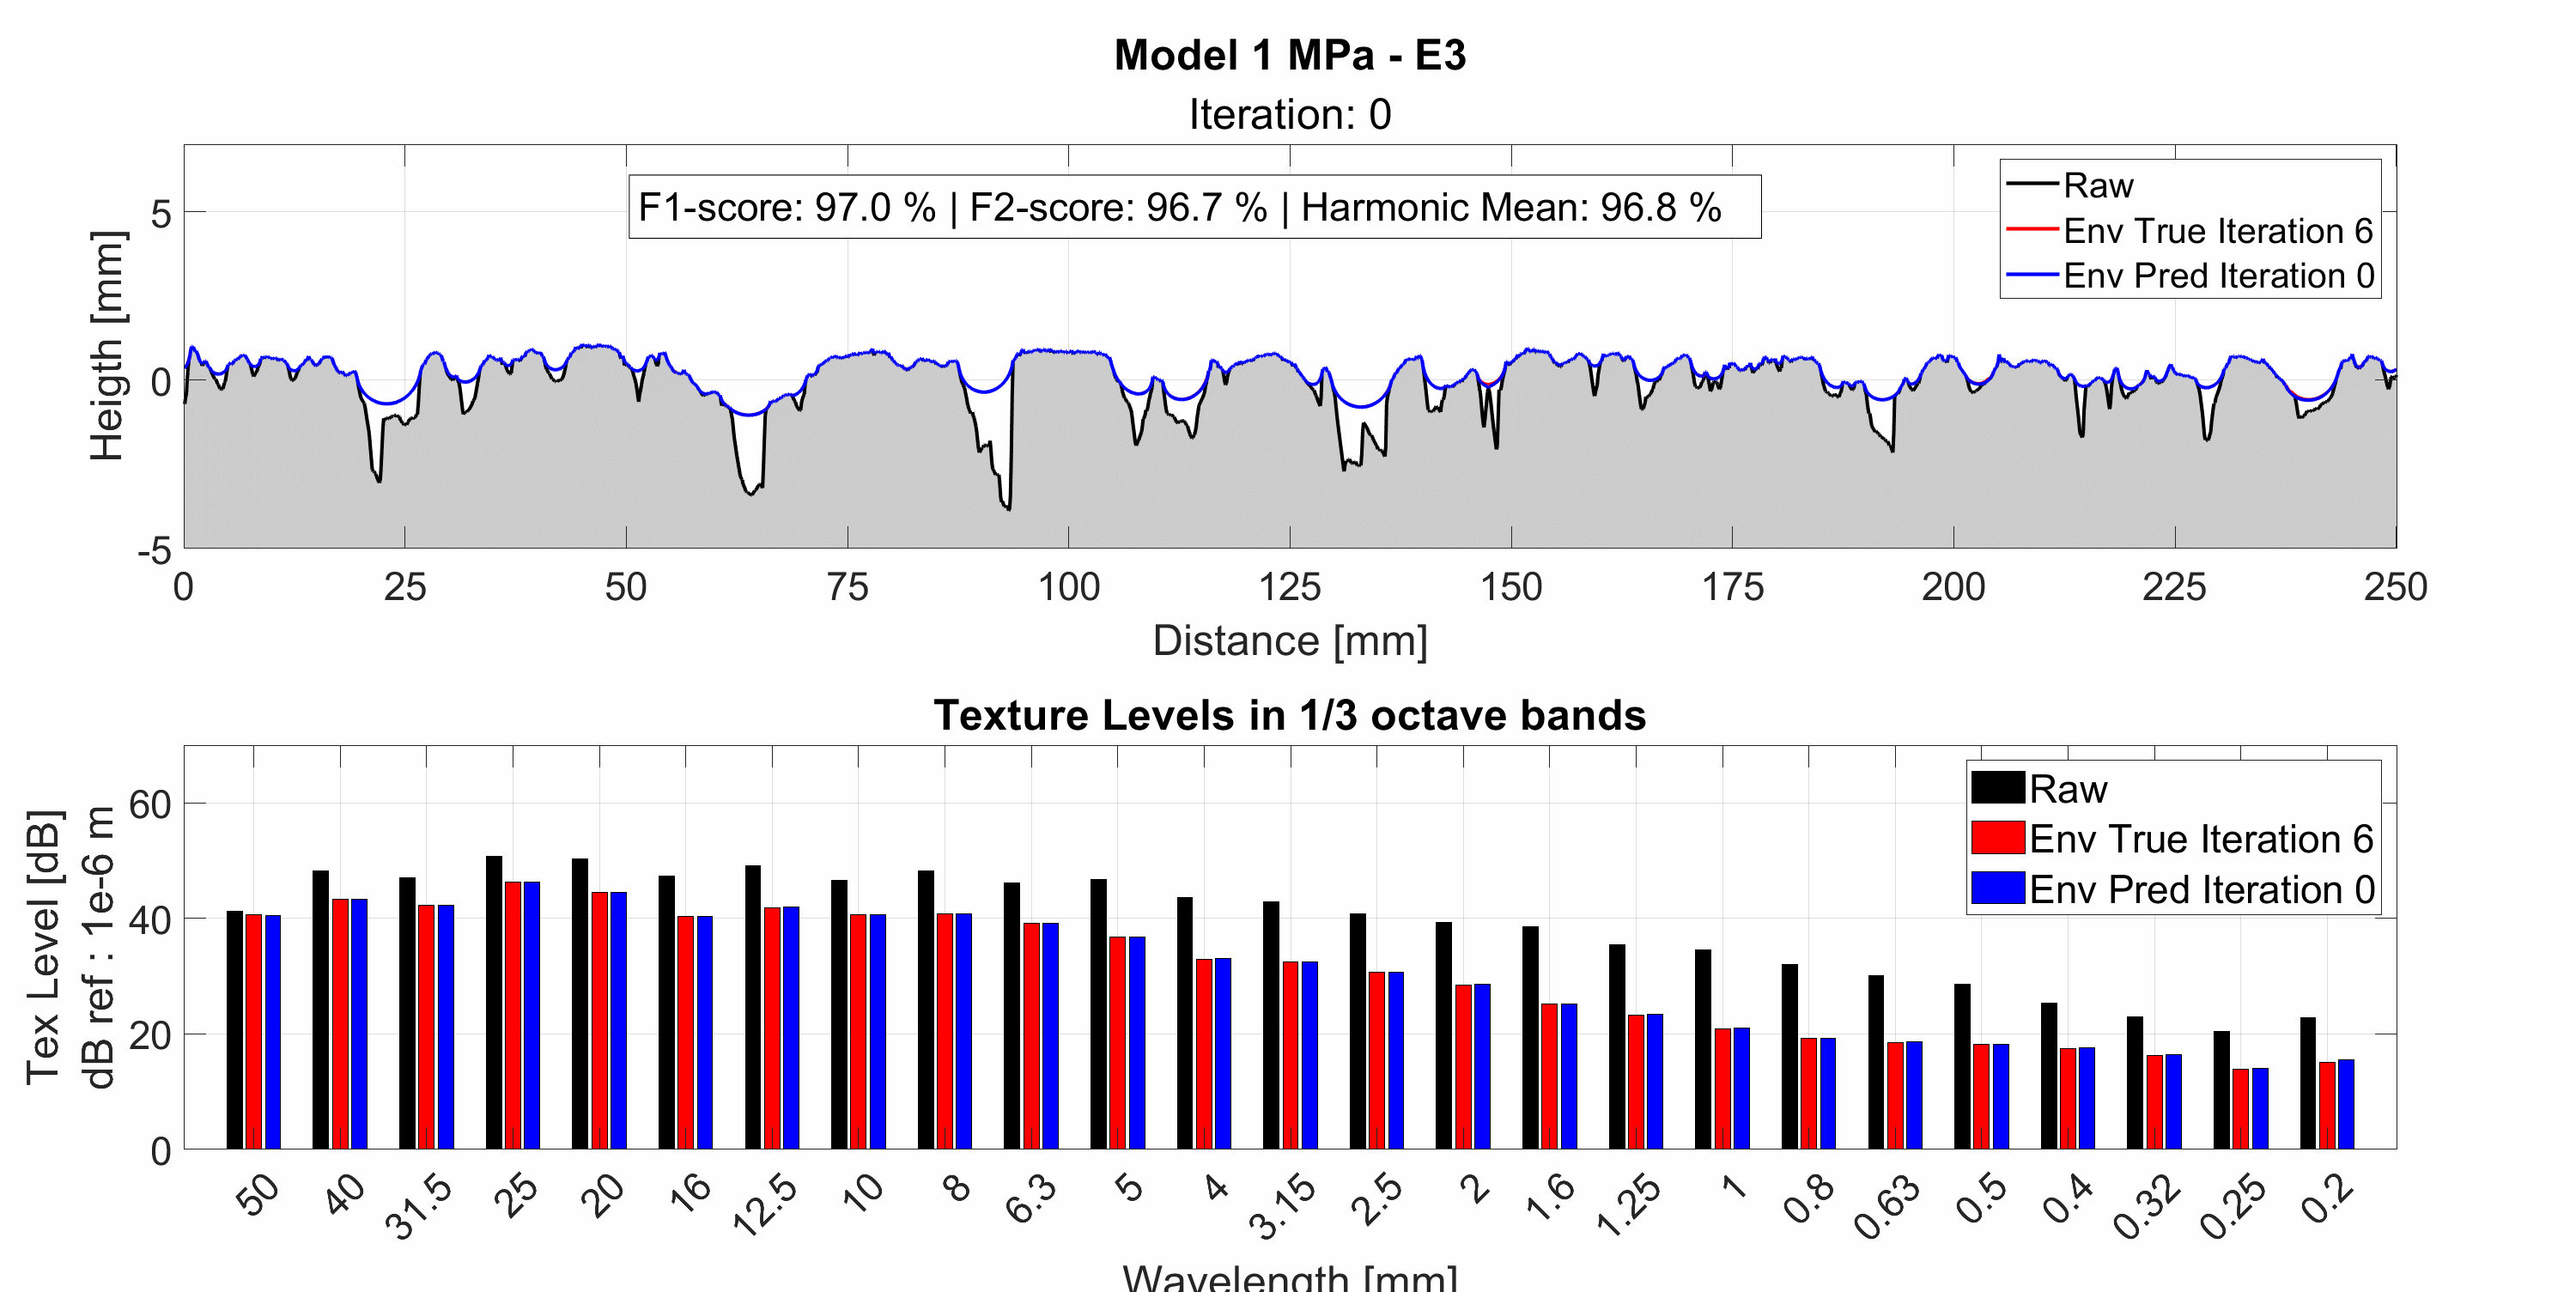 Model 1 MPa - E3
Iteration: 0
F1-score: 97.0 % | F2-score: 96.7 % | Harmonic Mean: 96.8 %
Raw
Env True Iteration 6
Env Pred Iteration 0
Heigth [mm]
5
0
-5
0 25 50 75 100 125 150 175 200 225 250
Distance [mm]
Texture Levels in 1/3 octave bands
Raw
Env True Iteration 6
Env Pred Iteration 0
Tex Level [dB]
dB ref : 1e-6 m
60
40
20
0
50 40 31.5 25 20 16 12.5 10 8 6.3 5 4 3.15 2.5 2 1.6 1.25 1 0.8 0.63 0.5 0.4 0.32 0.25 0.2
Wavelength [mm]